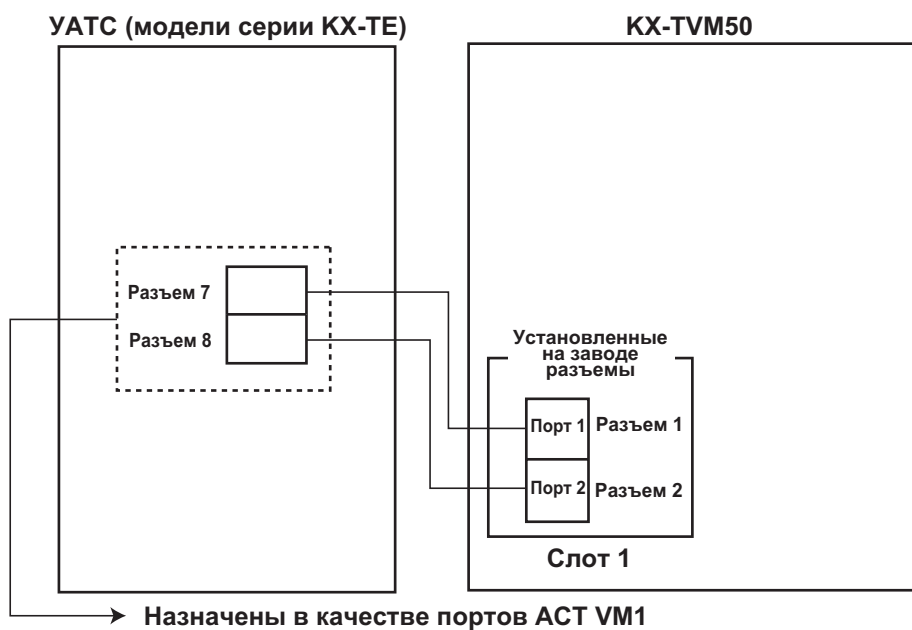 УАТС (модели серии KX-TE)
KX-TVM50
Разъем 7
Разъем 8
Установленные
на заводе
разъемы
Порт 1 Разъем 1
Порт 2 Разъем 2
Слот 1
Назначены в качестве портов АСТ VM1